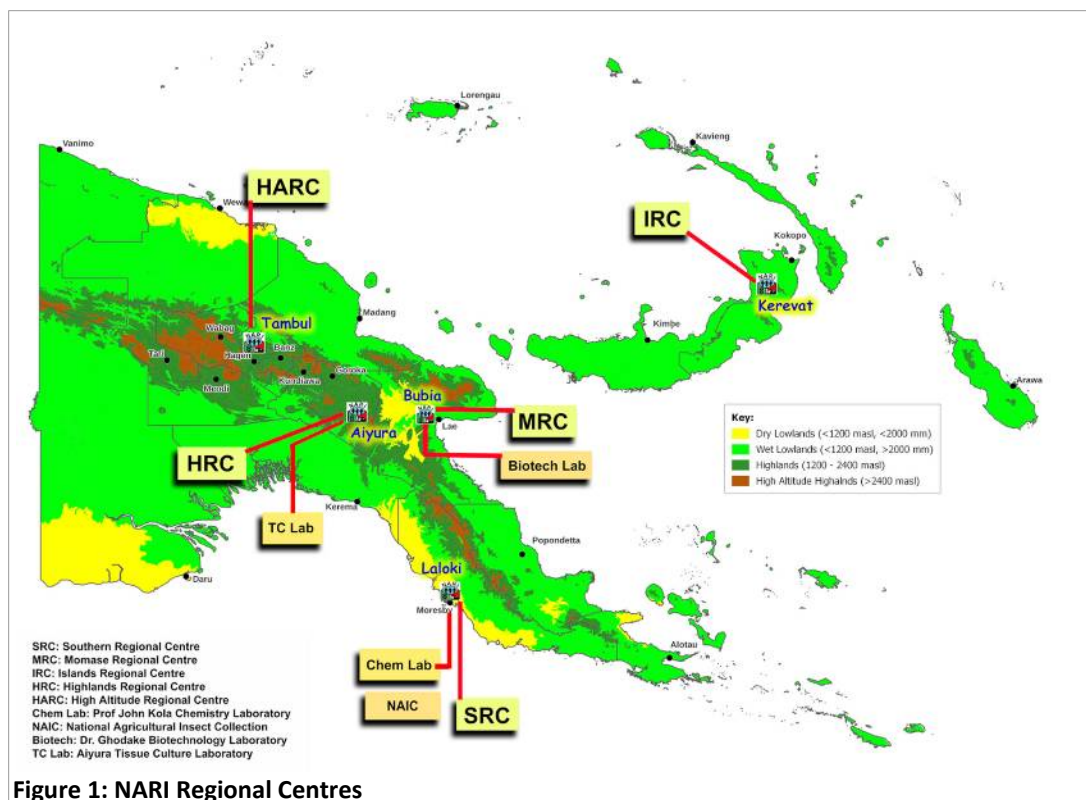 Lorengau
Kavieng
Vanimo
HARC
Wewak
IRC
Kokopo
Kerevat
Tambul
Madang
Wabag
Hagen
Banz
Tari
Mendi
Kundiawa
Goroka
Kimbe
Arawa
Bubia
MRC
Aiyura
Lae
HRC
Biotech Lab
Key:
Dry Lowlands (<1200 masl, <2000 mm)
Wet Lowlands (<1200 masl, >2000 mm)
Highlands (1200 - 2400 masl)
High Altitude Highalnds (>2400 masl)
TC Lab
Kerema
Popondetta
Daru
Laloki
Moresby
Alotau
Chem Lab
NAIC
SRC
SRC: Southern Regional Centre
MRC: Momase Regional Centre
IRC: Islands Regional Centre
HRC: Highlands Regional Centre
HARC: High Altitude Regional Centre
Chem Lab: Prof John Kola Chemistry Laboratory
NAIC: National Agricultural Insect Collection
Biotech: Dr. Ghodake Biotechnology Laboratory
TC Lab: Aiyura Tissue Culture Laboratory
Figure 1: NARI Regional Centres